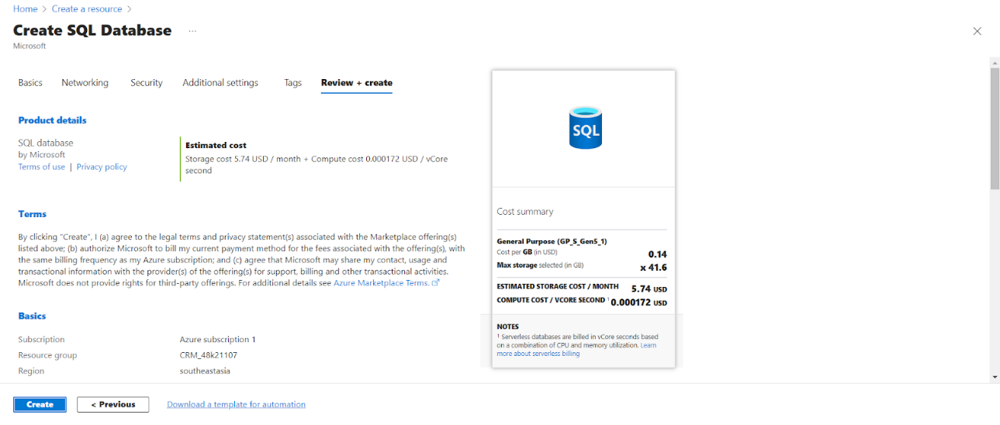 Home > Create a resource >
Create SQL Database ...
Microsoft
Basics Networking Security Additional settings Tags Review + create
Product details
SQL database
by Microsoft
Terms of use | Privacy policy
Estimated cost
Storage cost 5.74 USD / month + Compute cost 0.000172 USD / vCore
second
Terms
By clicking "Create", I (a) agree to the legal terms and privacy statement(s) associated with the Marketplace offering(s)
listed above; (b) authorize Microsoft to bill my current payment method for the fees associated with the offering(s), with
the same billing frequency as my Azure subscription; and (c) agree that Microsoft may share my contact, usage and
transactional information with the provider(s) of the offering(s) for support, billing and other transactional activities.
Microsoft does not provide rights for third-party offerings. For additional details see Azure Marketplace Terms.
Basics
Subscription Azure subscription 1
Resource group CRM_48k21107
Region southeastasia
SQL
Cost summary
General Purpose (GP_S_Gen5_1)
Cost per GB (in USD) 0.14
Max storage selected (in GB) x 41.6
ESTIMATED STORAGE COST / MONTH 5.74 USD
COMPUTE COST / VCORE SECOND ¹ 0.000172 USD
NOTES
¹ Serverless databases are billed in vCore seconds based
on a combination of CPU and memory utilization. Learn
more about serverless billing
Create < Previous Download a template for automation